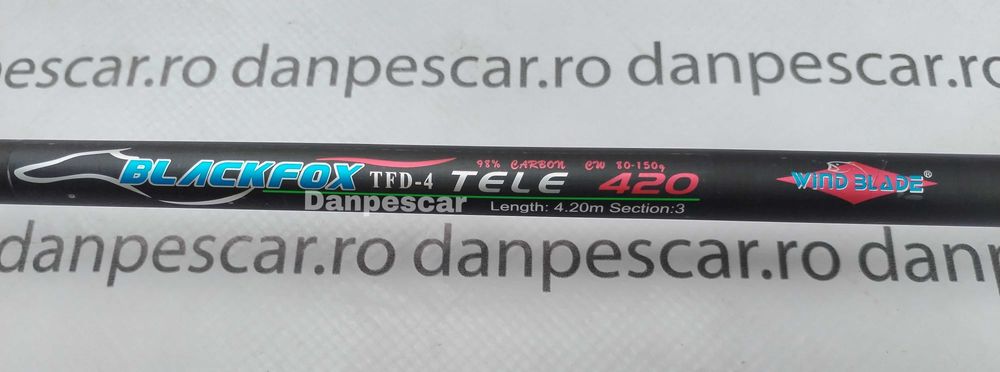 pescar.ro danpescar.ro danpescar.ro
98% CARBON CW 80-150g
BLACKFOX TFD-4 TELE 420 WIND BLADE®
Danpescar Length: 4.20m Section:3
danpescar.ro danpescar.ro danp